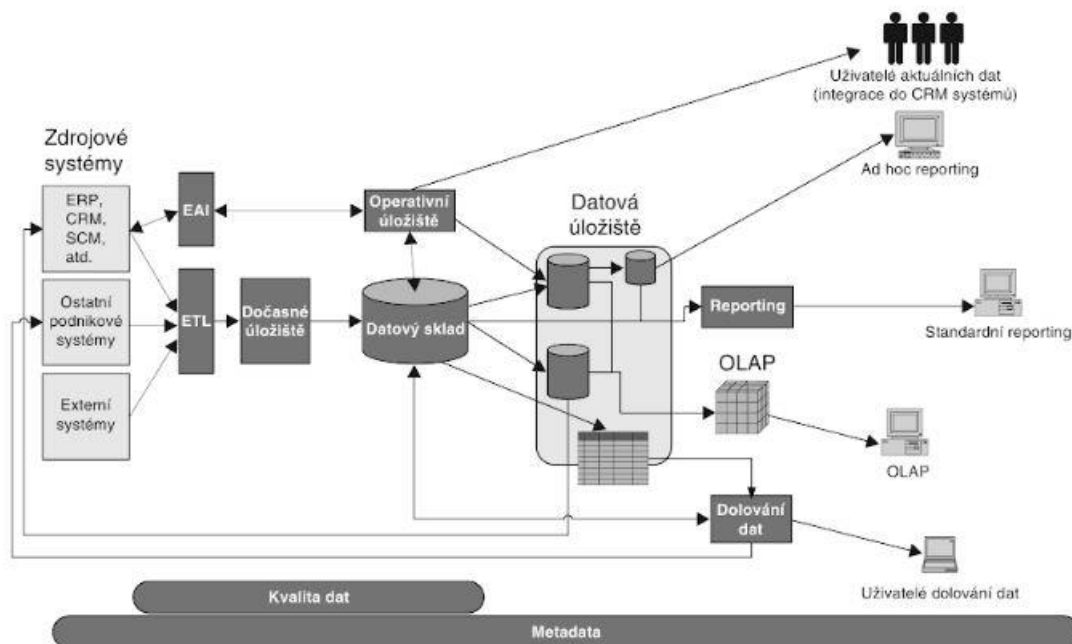 Uživatelé aktuálních dat
(integrace do CRM systémů)
Ad hoc reporting
Zdrojové
systémy
ERP,
CRM,
SCM,
atd.
EAI
Operativní
úložiště
Datová
úložiště
Ostatní
podnikové
systémy
ETL
Dočasné
úložiště
Datový sklad
Reporting
Standardní reporting
Externí
systémy
OLAP
OLAP
Dolování
dat
Uživatelé dolování dat
Kvalita dat
Metadata